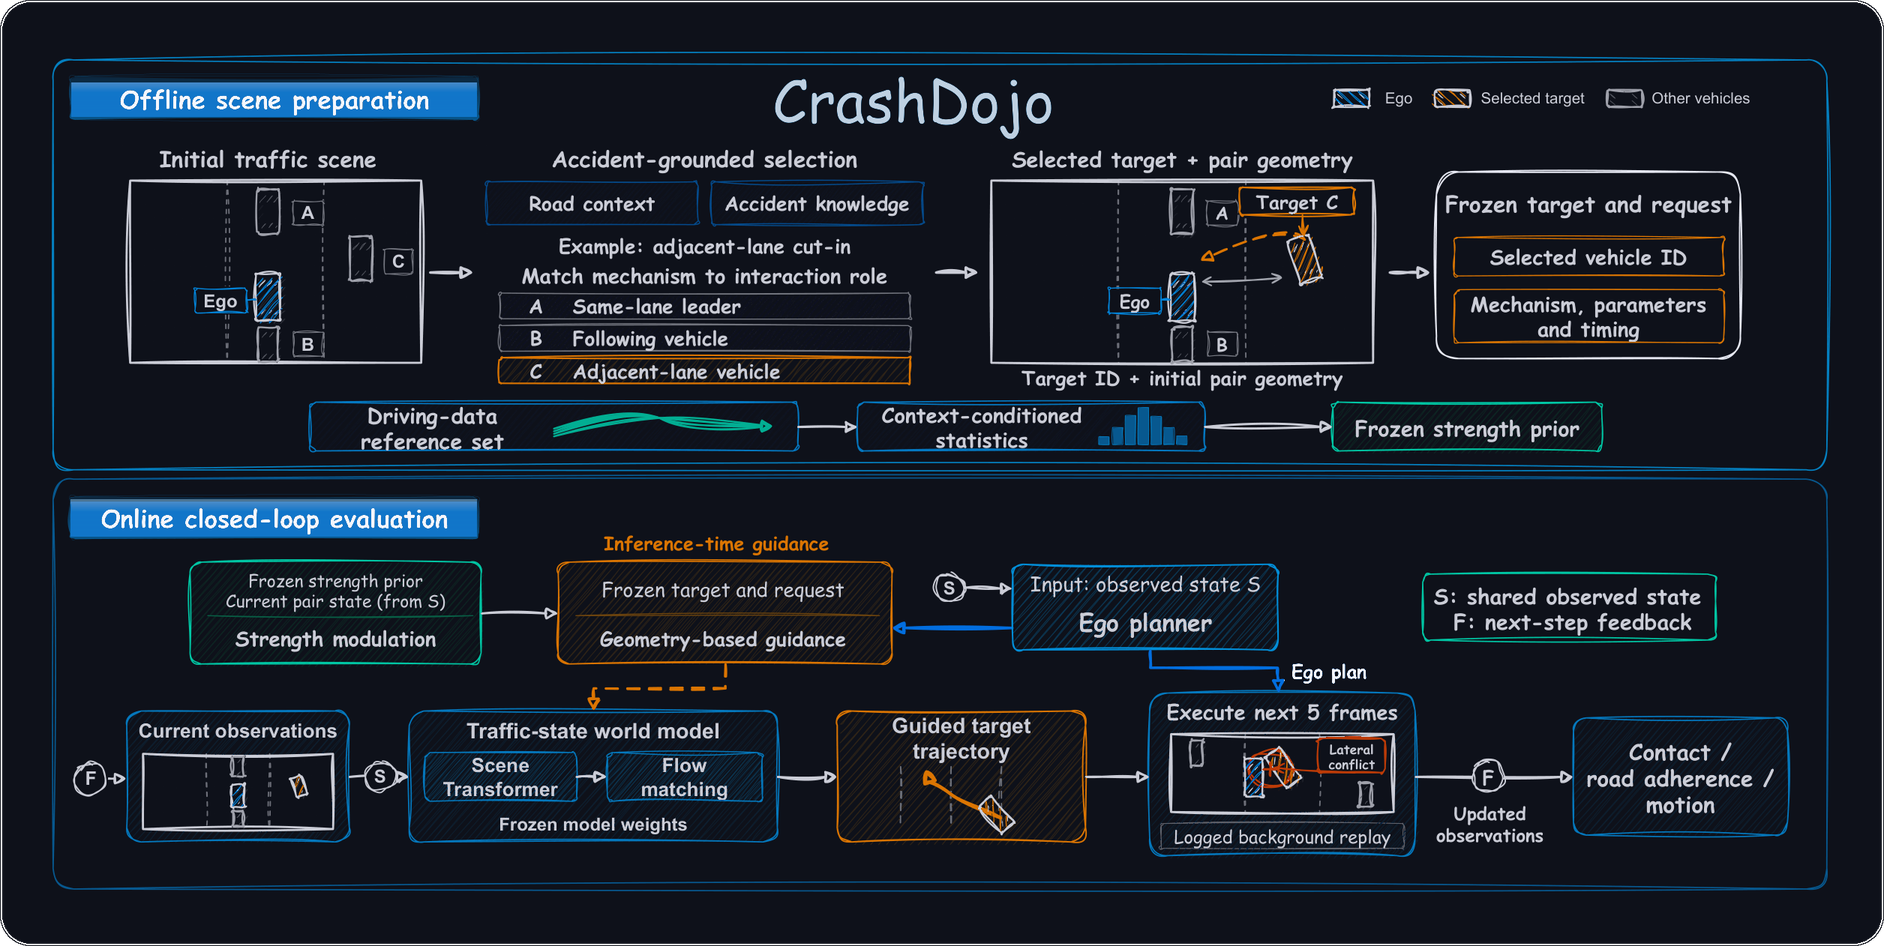 Offline scene preparation
CrashDojo
Ego
Selected target
Other vehicles
Initial traffic scene
A
C
Ego
B
Accident-grounded selection
Road context
Accident knowledge
Example: adjacent-lane cut-in
Match mechanism to interaction role
A Same-lane leader
B Following vehicle
C Adjacent-lane vehicle
Selected target + pair geometry
A
Target C
Ego
B
Target ID + initial pair geometry
Frozen target and request
Selected vehicle ID
Mechanism, parameters
and timing
Driving-data
reference set
Context-conditioned
statistics
Frozen strength prior
Online closed-loop evaluation
Inference-time guidance
Frozen strength prior
Current pair state (from S)
Strength modulation
Frozen target and request
Geometry-based guidance
S
Input: observed state S
Ego planner
S: shared observed state
F: next-step feedback
Ego plan
F
Current observations
S
Traffic-state world model
Scene
Transformer
Flow
matching
Frozen model weights
Guided target
trajectory
Execute next 5 frames
Lateral
conflict
Logged background replay
F
Updated
observations
Contact /
road adherence /
motion